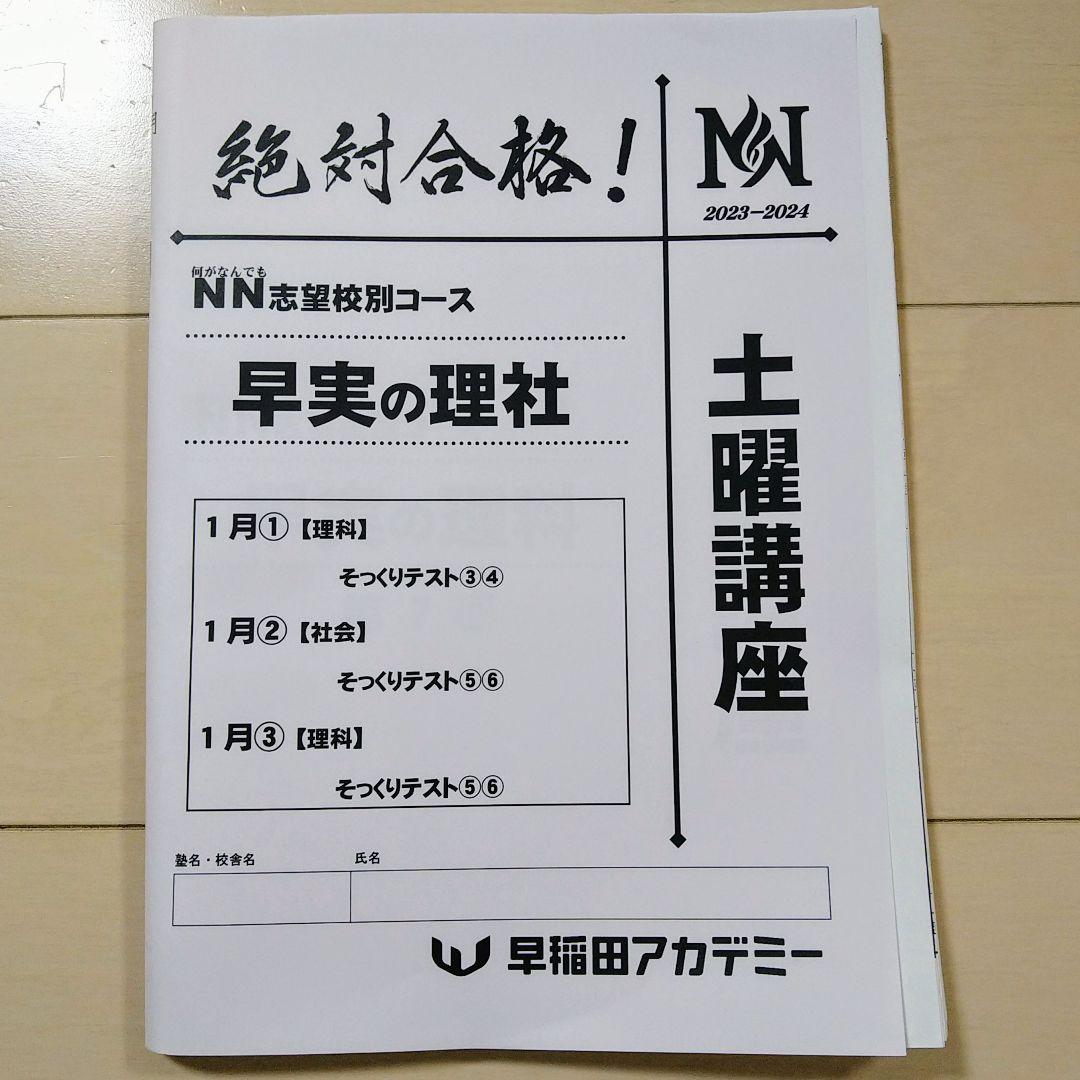 絶対合格！
NN
2023－2024
何がなんでも
NN志望校別コース
早実の理社
土曜講座
1月①【理科】
そっくりテスト③④
1月②【社会】
そっくりテスト⑤⑥
1月③【理科】
そっくりテスト⑤⑥
塾名・校舎名
氏名
早稲田アカデミー